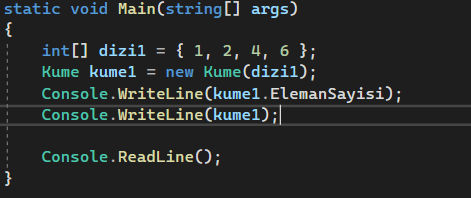 static void Main(string[] args)
{
int[] dizi1 = { 1, 2, 4, 6 };
Kume kume1 = new Kume(dizi1);
Console.WriteLine(kume1.ElemanSayisi);
Console.WriteLine(kume1);
Console.ReadLine();
}